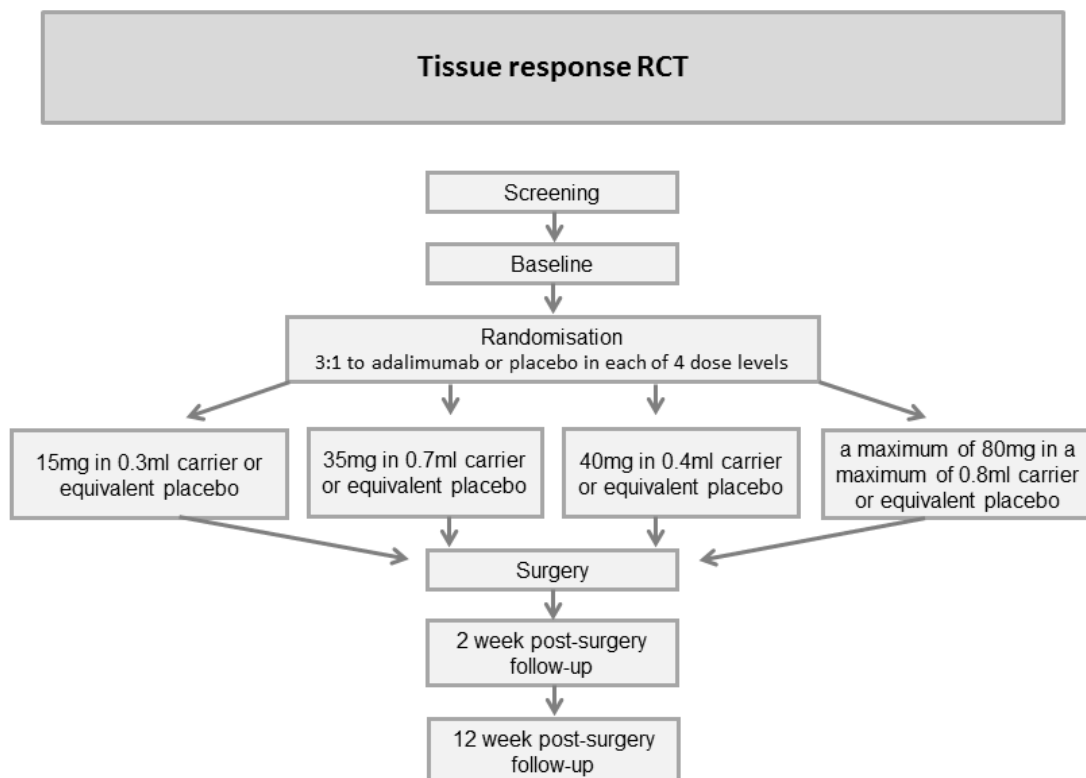 Tissue response RCT
Screening
Baseline
Randomisation
3:1 to adalimumab or placebo in each of 4 dose levels
15mg in 0.3ml carrier or
equivalent placebo
35mg in 0.7ml carrier
or equivalent placebo
40mg in 0.4ml carrier
or equivalent placebo
a maximum of 80mg in a
maximum of 0.8ml carrier
or equivalent placebo
Surgery
2 week post-surgery
follow-up
12 week post-surgery
follow-up